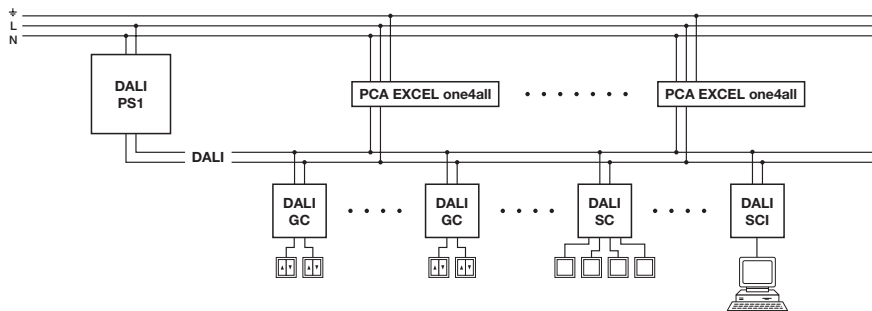 L
N
DALI
PS1
PCA EXCEL one4all
PCA EXCEL one4all
DALI
DALI
GC
DALI
GC
DALI
SC
DALI
SCI